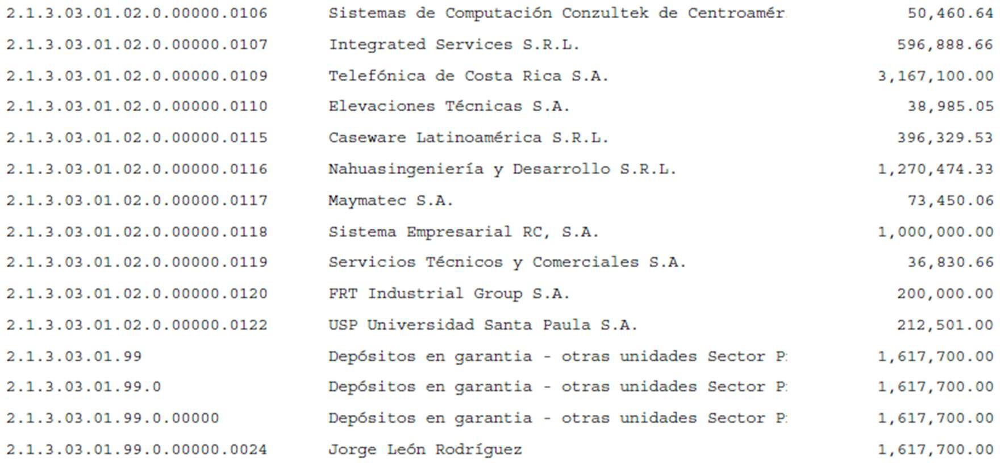 2.1.3.03.01.02.0.00000.0106 Sistemas de Computación Conzultek de Centroamér 50,460.64
2.1.3.03.01.02.0.00000.0107 Integrated Services S.R.L. 596,888.66
2.1.3.03.01.02.0.00000.0109 Telefónica de Costa Rica S.A. 3,167,100.00
2.1.3.03.01.02.0.00000.0110 Elevaciones Técnicas S.A. 38,985.05
2.1.3.03.01.02.0.00000.0115 Caseware Latinoamérica S.R.L. 396,329.53
2.1.3.03.01.02.0.00000.0116 Nahuasingeniería y Desarrollo S.R.L. 1,270,474.33
2.1.3.03.01.02.0.00000.0117 Maymatec S.A. 73,450.06
2.1.3.03.01.02.0.00000.0118 Sistema Empresarial RC, S.A. 1,000,000.00
2.1.3.03.01.02.0.00000.0119 Servicios Técnicos y Comerciales S.A. 36,830.66
2.1.3.03.01.02.0.00000.0120 FRT Industrial Group S.A. 200,000.00
2.1.3.03.01.02.0.00000.0122 USP Universidad Santa Paula S.A. 212,501.00
2.1.3.03.01.99 Depósitos en garantia - otras unidades Sector P 1,617,700.00
2.1.3.03.01.99.0 Depósitos en garantia - otras unidades Sector P 1,617,700.00
2.1.3.03.01.99.0.00000 Depósitos en garantia - otras unidades Sector P 1,617,700.00
2.1.3.03.01.99.0.00000.0024 Jorge León Rodríguez 1,617,700.00